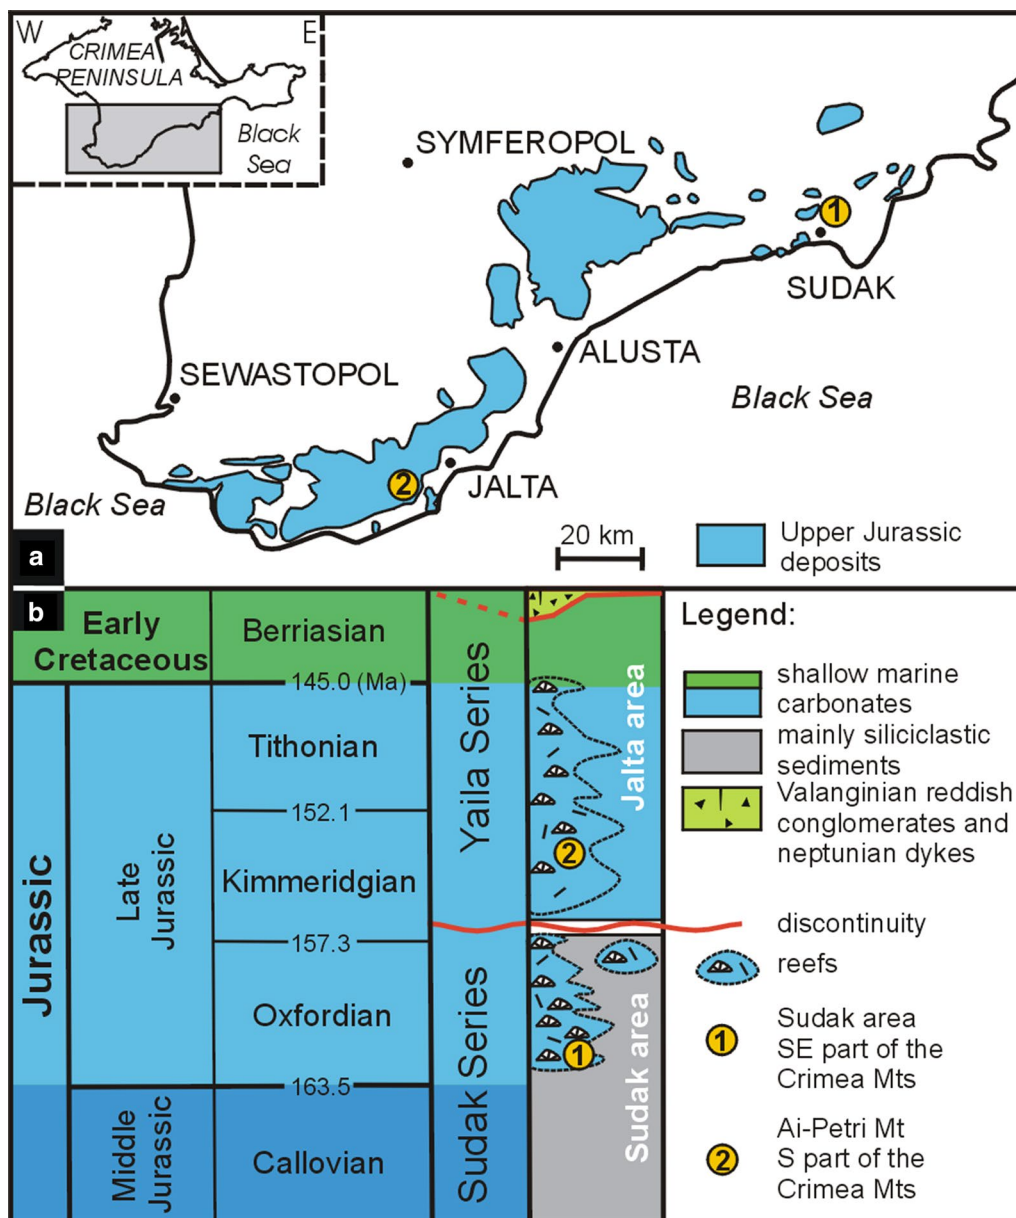 W
E
CRIMEA
PENINSULA
Black
Sea
SYMFEROPOL
1
SUDAK
ALUSTA
SEWASTOPOL
Black Sea
2
JALTA
Black Sea
20 km
Upper Jurassic
deposits
a
b
Early
Cretaceous
Berriasian
145.0 (Ma)
Jurassic
Late
Jurassic
Tithonian
152.1
Kimmeridgian
157.3
Oxfordian
163.5
Middle
Jurassic
Callovian
Yaila Series
Sudak Series
Jalta area
2
Sudak area
1
Legend:
shallow marine
carbonates
mainly siliciclastic
sediments
Valanginian reddish
conglomerates and
neptunian dykes
discontinuity
reefs
1
Sudak area
SE part of the
Crimea Mts
2
Ai-Petri Mt
S part of the
Crimea Mts